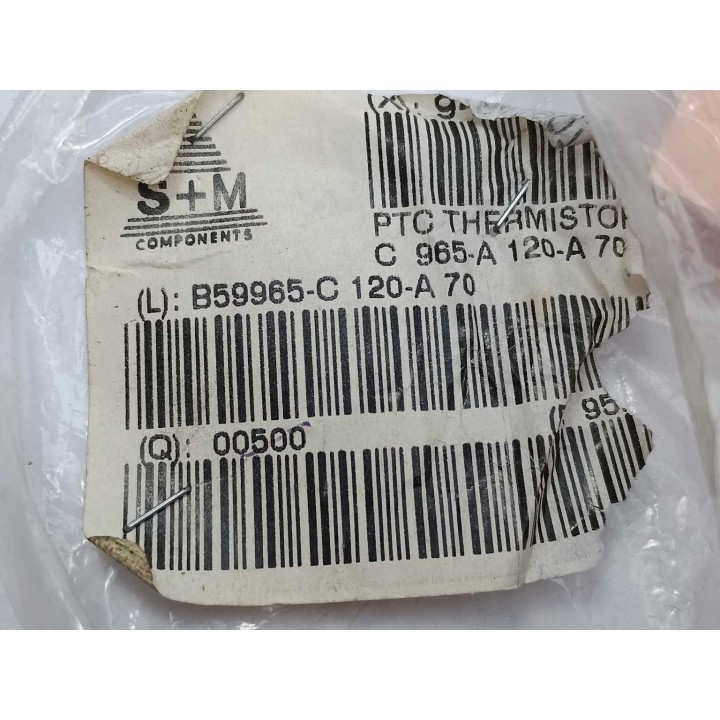 S+M
COMPONENTS
PTC THERMISTOR
C 965-A 120-A 70
(L): B59965-C 120-A 70
(Q): 00500